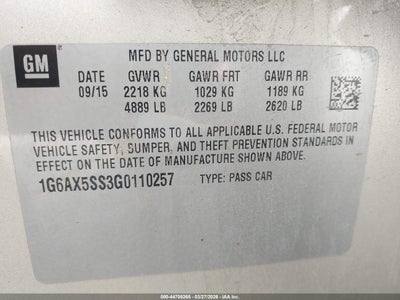 GM
MFD BY GENERAL MOTORS LLC
DATE GVWR GAWR FRT GAWR RR
09/15 2218 KG 1029 KG 1189 KG
4889 LB 2269 LB 2620 LB
THIS VEHICLE CONFORMS TO ALL APPLICABLE U.S. FEDERAL MOTOR
VEHICLE SAFETY, BUMPER, AND THEFT PREVENTION STANDARDS IN
EFFECT ON THE DATE OF MANUFACTURE SHOWN ABOVE.
1G6AX5SS3G0110257 TYPE: PASS CAR
000-44708265 - 03/27/2026 - IAA